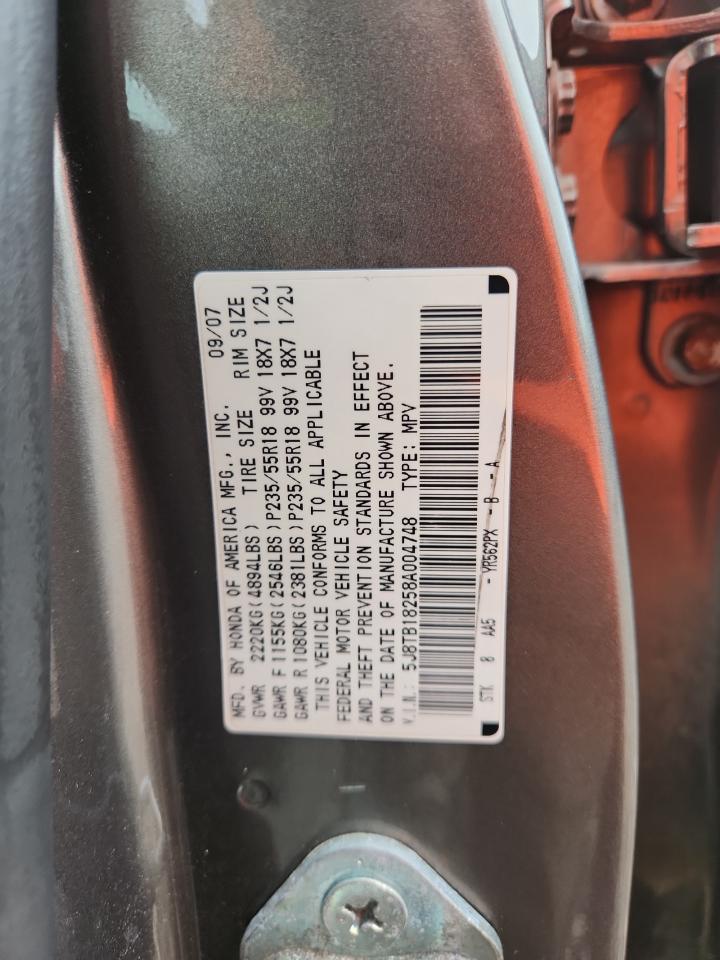 MFD. BY HONDA OF AMERICA MFG., INC. 09/07
GVWR 2220KG(4894LBS) TIRE SIZE RIM SIZE
GAWR F 1155KG(2546LBS)P235/55R18 99V 18X7 1/2J
GAWR R 1080KG(2381LBS)P235/55R18 99V 18X7 1/2J
THIS VEHICLE CONFORMS TO ALL APPLICABLE
FEDERAL MOTOR VEHICLE SAFETY
AND THEFT PREVENTION STANDARDS IN EFFECT
ON THE DATE OF MANUFACTURE SHOWN ABOVE.
V.I.N.: 5J8TB18258A004748 TYPE: MPV
STK 0 AA5 - YR562PX - B - A